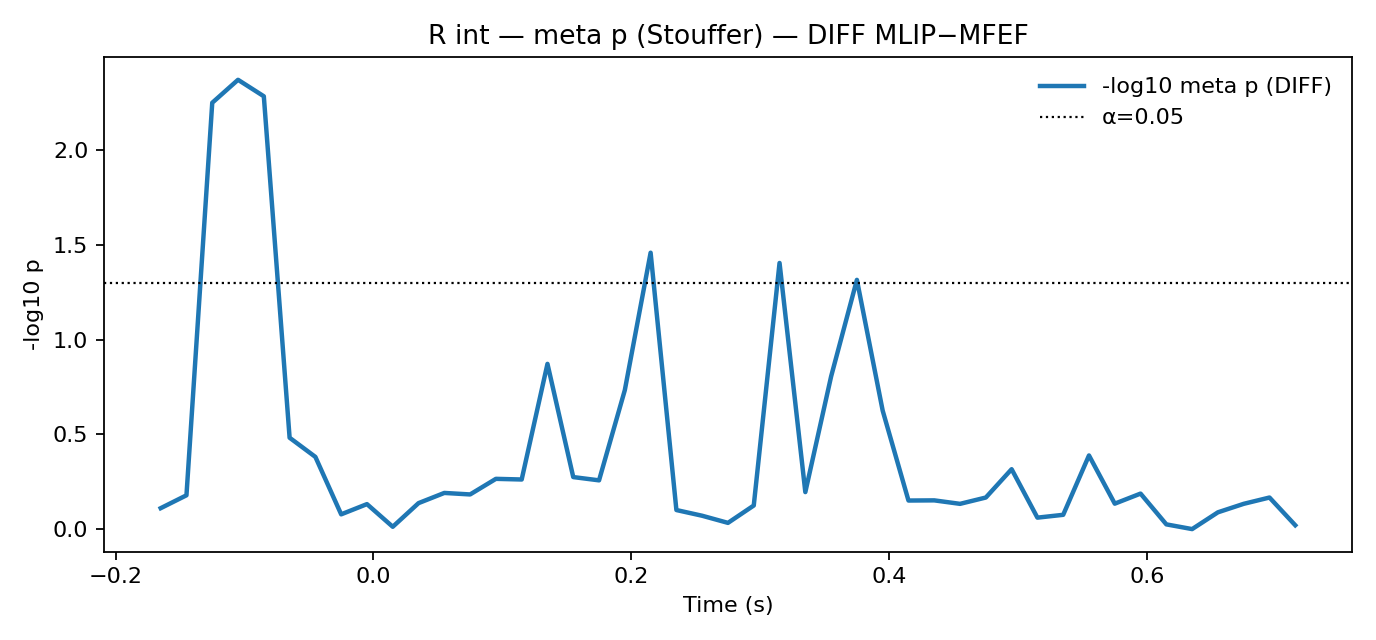 R int — meta p (Stouffer) — DIFF MLIP−MFEF
-log10 meta p (DIFF)
α=0.05
-log10 p
2.0
1.5
1.0
0.5
0.0
−0.2 0.0 0.2 0.4 0.6
Time (s)